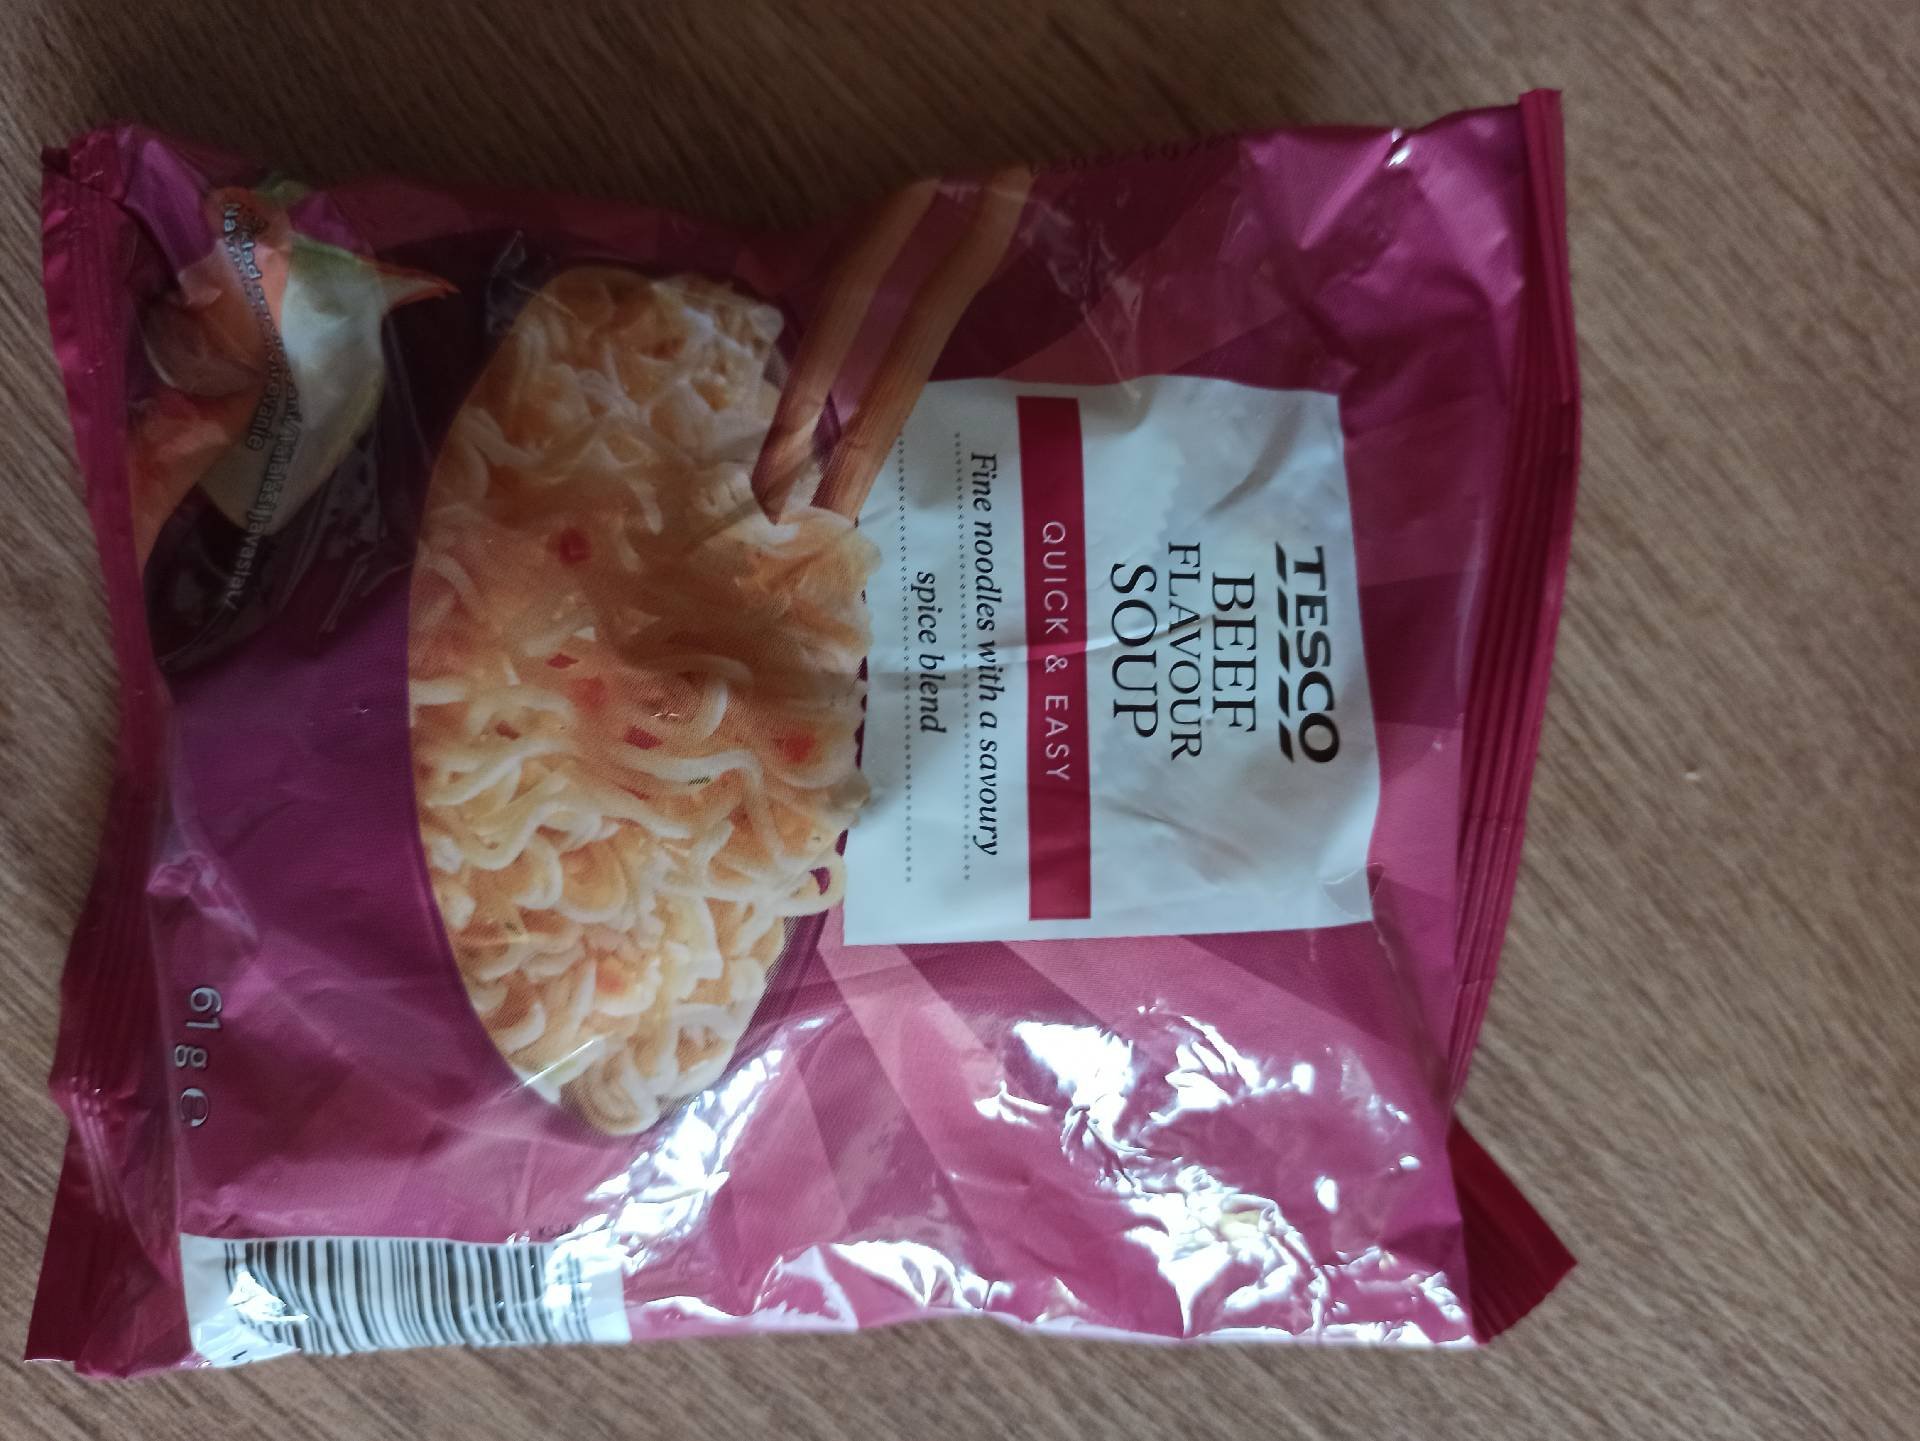 TESCO
BEEF
FLAVOUR
SOUP
QUICK & EASY
Fine noodles with a savoury
spice blend
61 g e